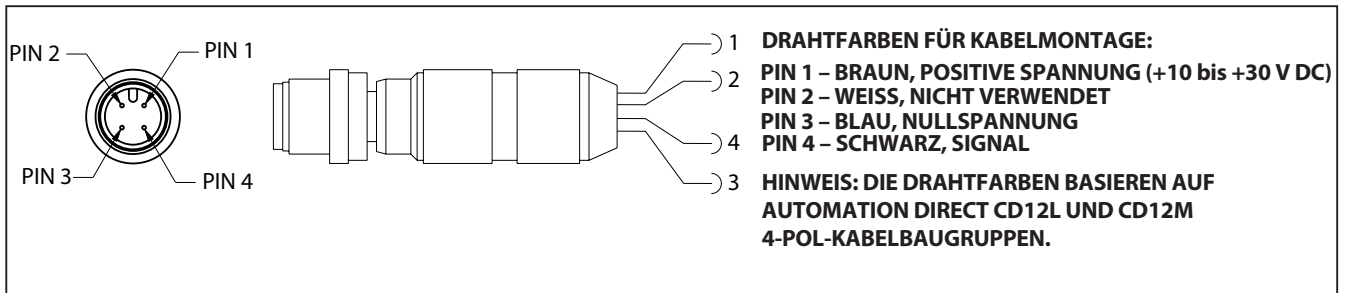 PIN 2
PIN 1
PIN 3
PIN 4
1
2
4
3
DRAHTFARBEN FÜR KABELMONTAGE:
PIN 1 – BRAUN, POSITIVE SPANNUNG (+10 bis +30 V DC)
PIN 2 – WEISS, NICHT VERWENDET
PIN 3 – BLAU, NULLSPANNUNG
PIN 4 – SCHWARZ, SIGNAL
HINWEIS: DIE DRAHTFARBEN BASIEREN AUF
AUTOMATION DIRECT CD12L UND CD12M
4-POL-KABELBAUGRUPPEN.